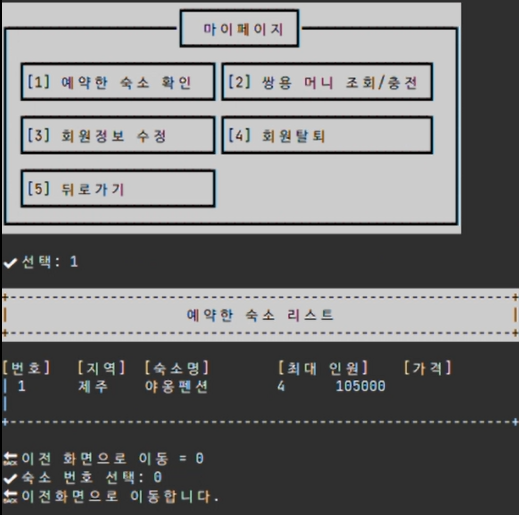 마이페이지
[1] 예약한 숙소 확인 [2] 쌍용 머니 조회/충전
[3] 회원정보 수정 [4] 회원탈퇴
[5] 뒤로가기
✔선택: 1
예약한 숙소 리스트
[번호] [지역] [숙소명] [최대 인원] [가격]
1 제주 야옹펜션 4 105000
🔙이전 화면으로 이동 = 0
✔숙소 번호 선택: 0
🔙이전화면으로 이동합니다.